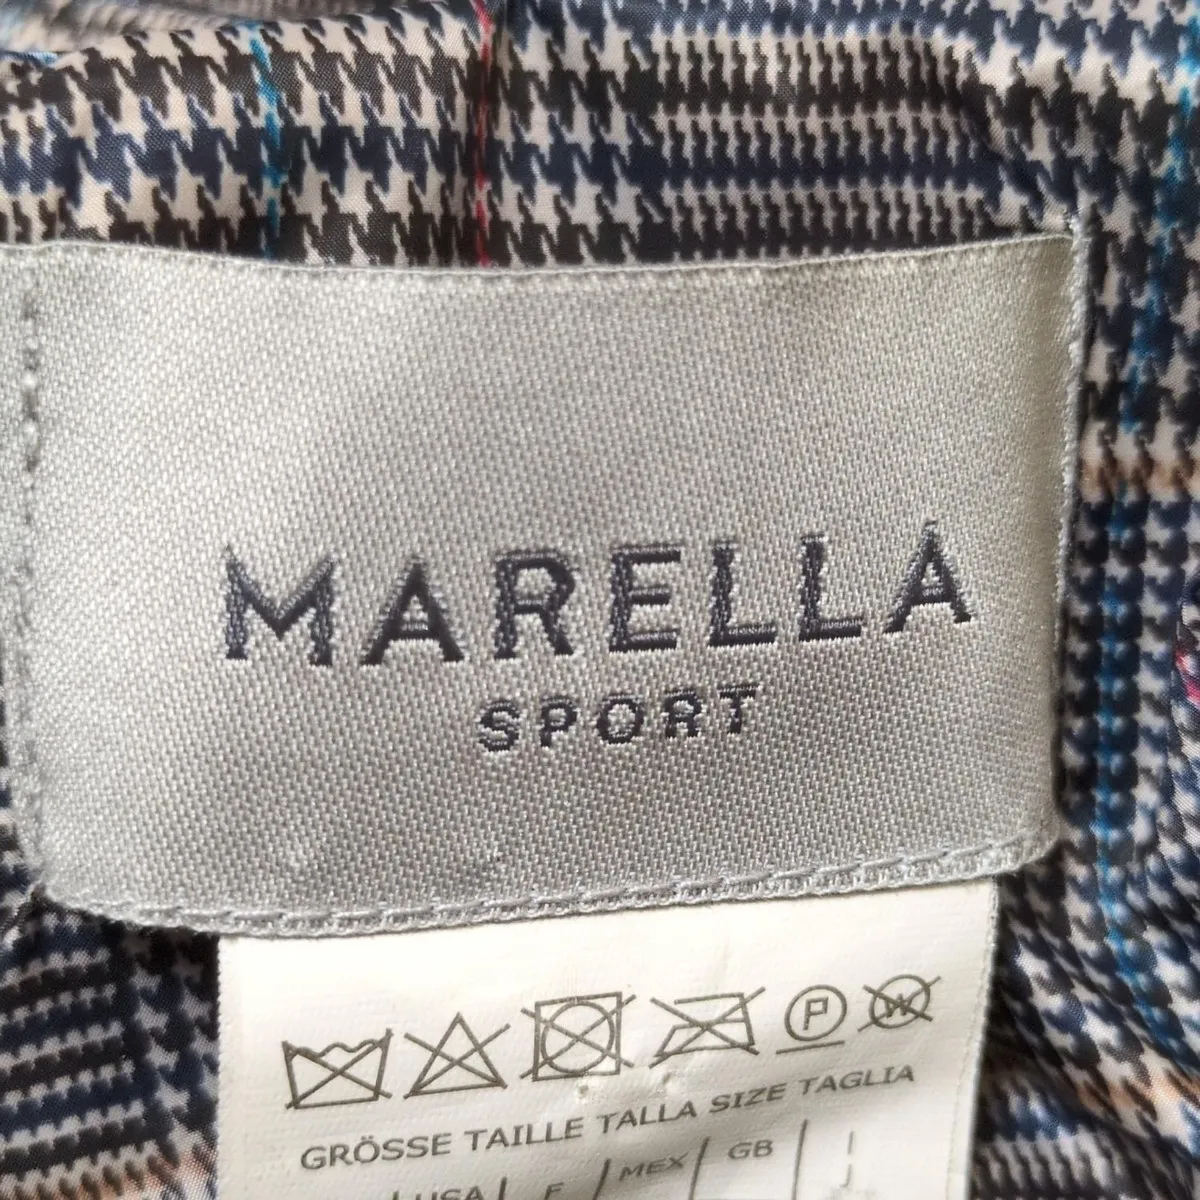 MARELLA
SPORT
P W
GRÖSSE TAILLE TALLA SIZE TAGLIA
USA F MEX GB